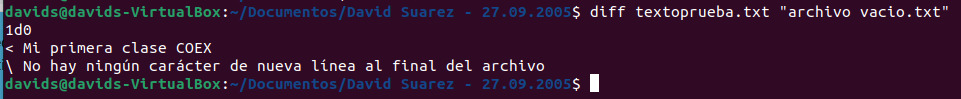 davids@davids-VirtualBox:~/Documentos/David Suarez - 27.09.2005$ diff textoprueba.txt "archivo vacio.txt"
1d0
< Mi primera clase COEX
\ No hay ningún carácter de nueva línea al final del archivo
davids@davids-VirtualBox:~/Documentos/David Suarez - 27.09.2005$